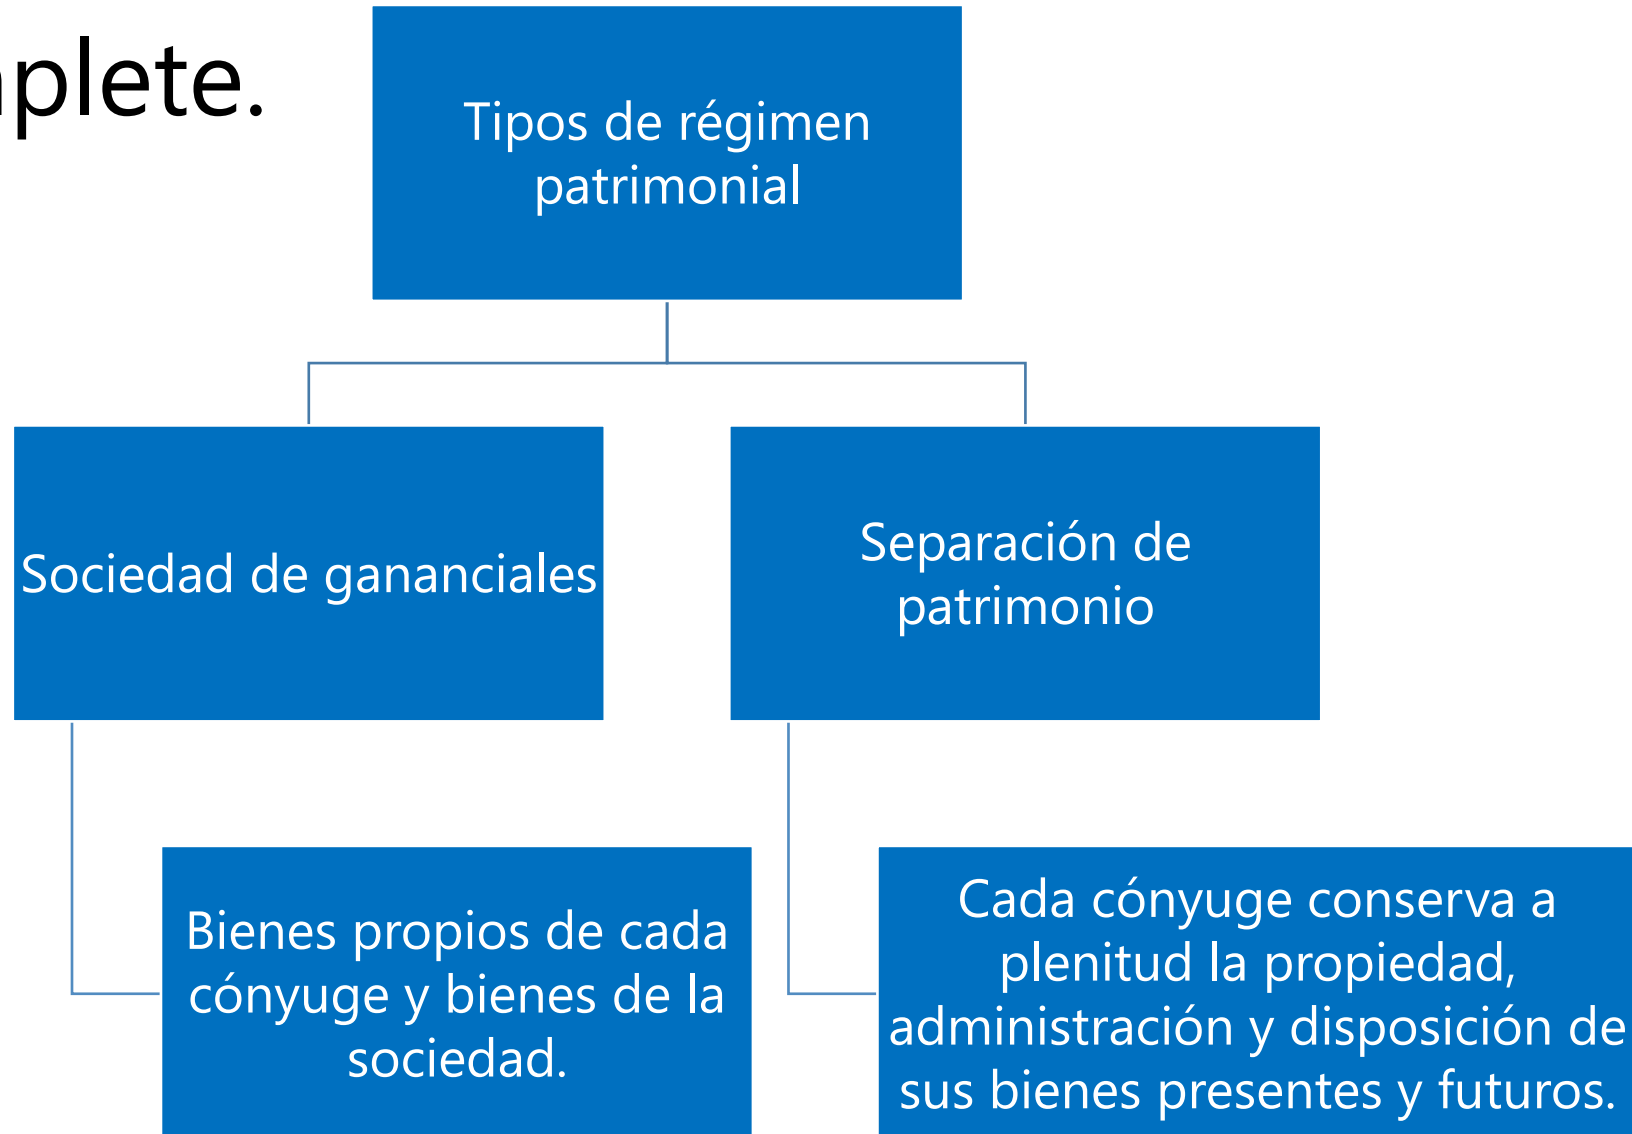 mplete.
Tipos de régimen
patrimonial
Sociedad de gananciales
Separación de
patrimonio
Bienes propios de cada
cónyuge y bienes de la
sociedad.
Cada cónyuge conserva a
plenitud la propiedad,
administración y disposición de
sus bienes presentes y futuros.